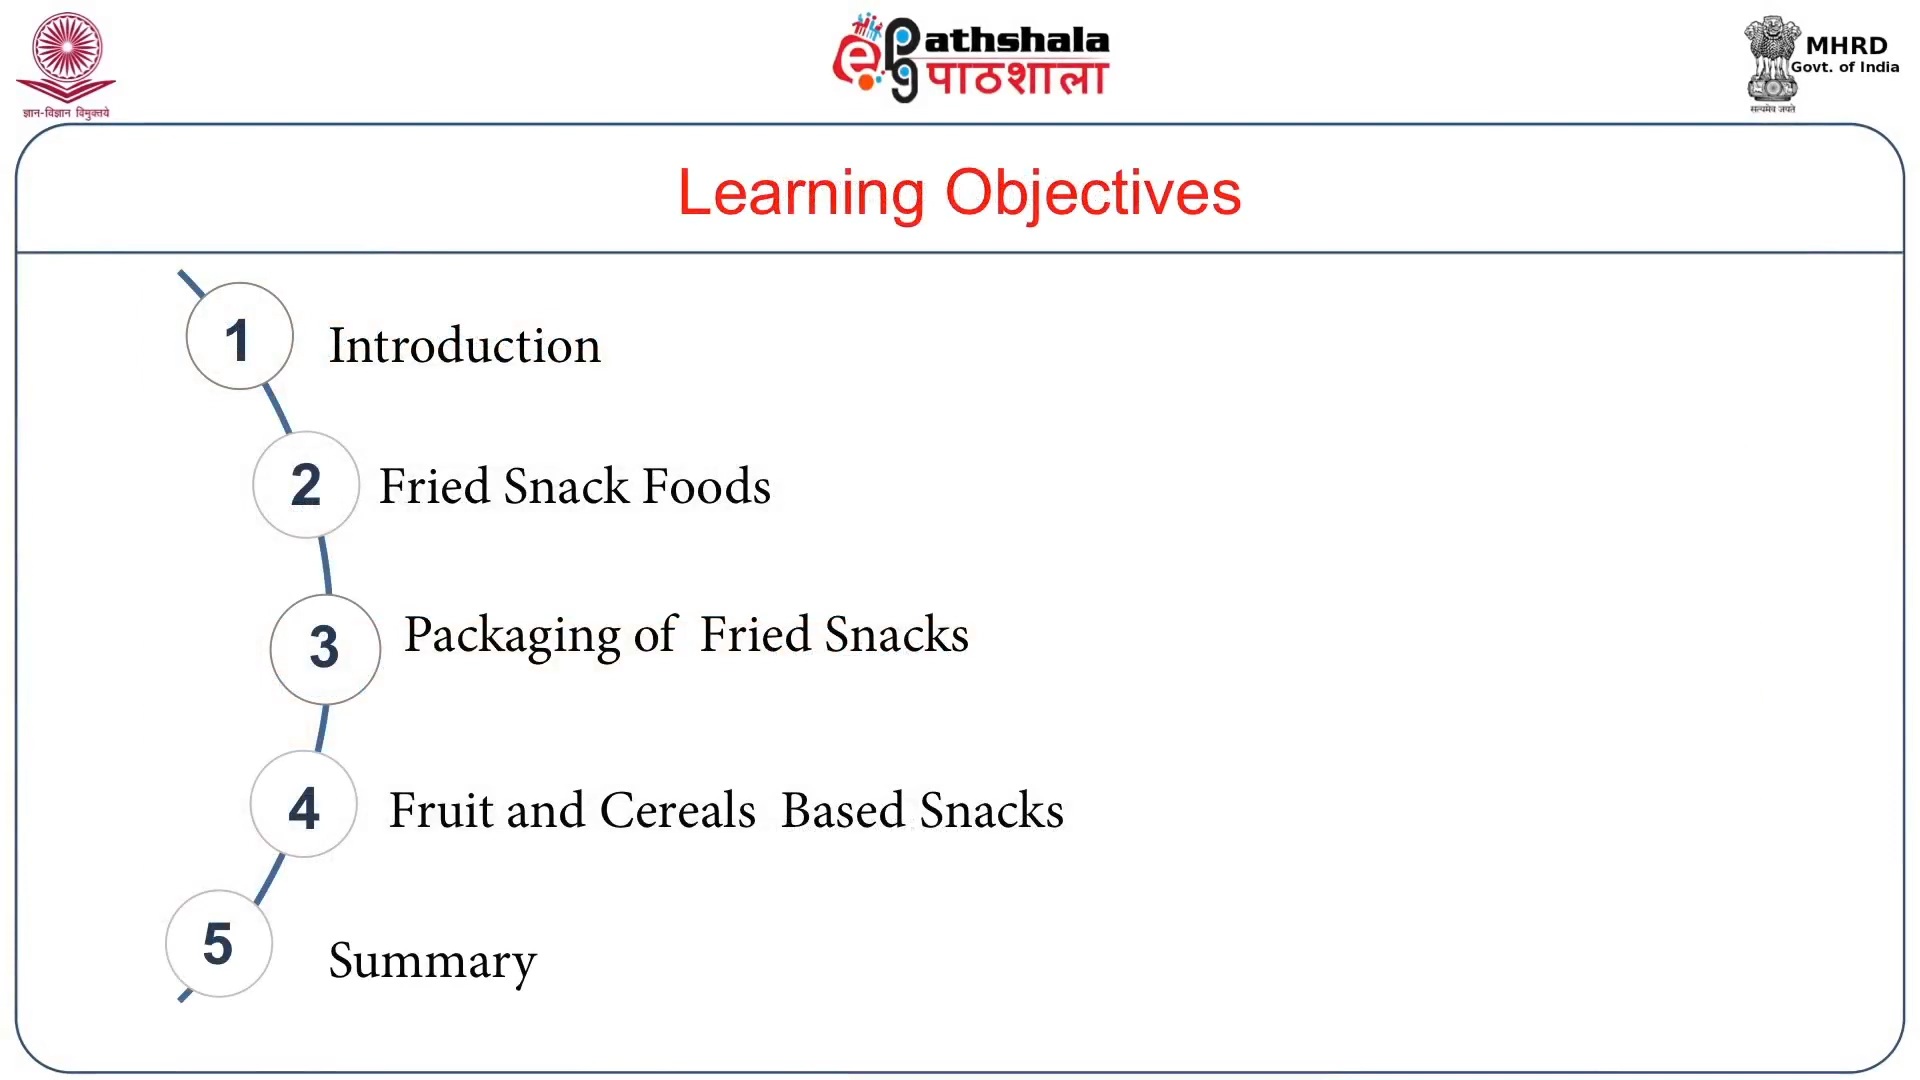 ज्ञान-विज्ञान विमुक्तये
e Pathshala
pg पाठशाला
MHRD
Govt. of India
सत्यमेव जयते
Learning Objectives
1 Introduction
2 Fried Snack Foods
3 Packaging of Fried Snacks
4 Fruit and Cereals Based Snacks
5 Summary